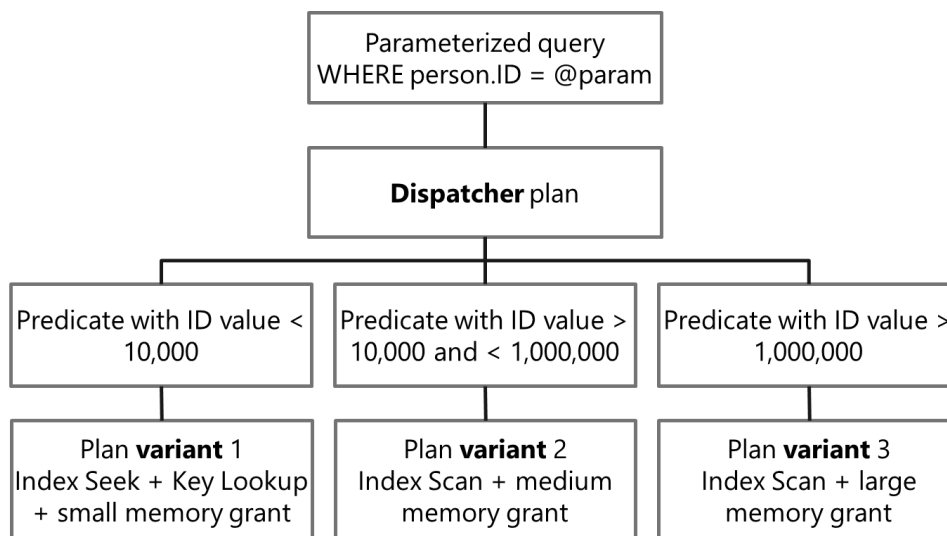 Parameterized query
WHERE person.ID = @param
Dispatcher plan
Predicate with ID value <
10,000
Predicate with ID value >
10,000 and < 1,000,000
Predicate with ID value >
1,000,000
Plan variant 1
Index Seek + Key Lookup
+ small memory grant
Plan variant 2
Index Scan + medium
memory grant
Plan variant 3
Index Scan + large
memory grant